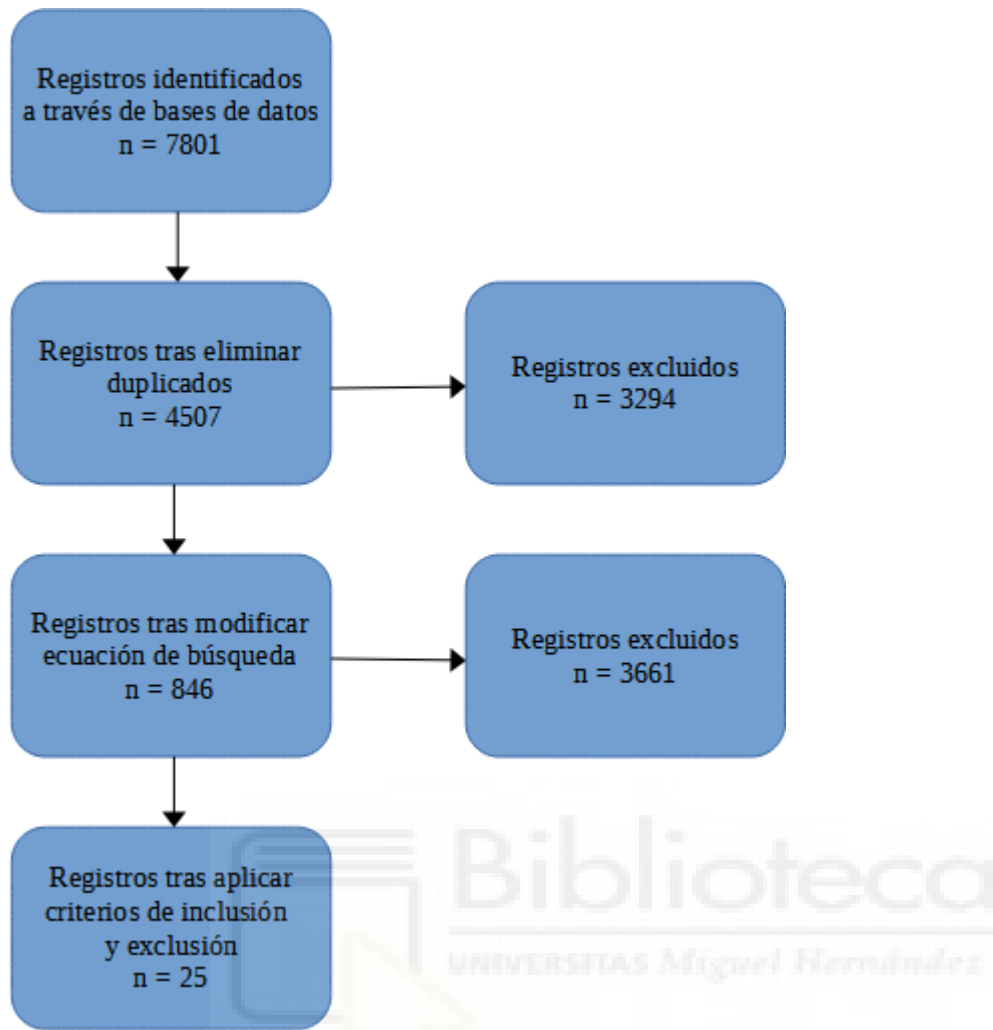 Registros identificados
a través de bases de datos
n = 7801
Registros tras eliminar
duplicados
n = 4507
Registros excluidos
n = 3294
Registros tras modificar
ecuación de búsqueda
n = 846
Registros excluidos
n = 3661
Registros tras aplicar
criterios de inclusión
y exclusión
n = 25
Biblioteca
UNIVERSITAS Miguel Hernández